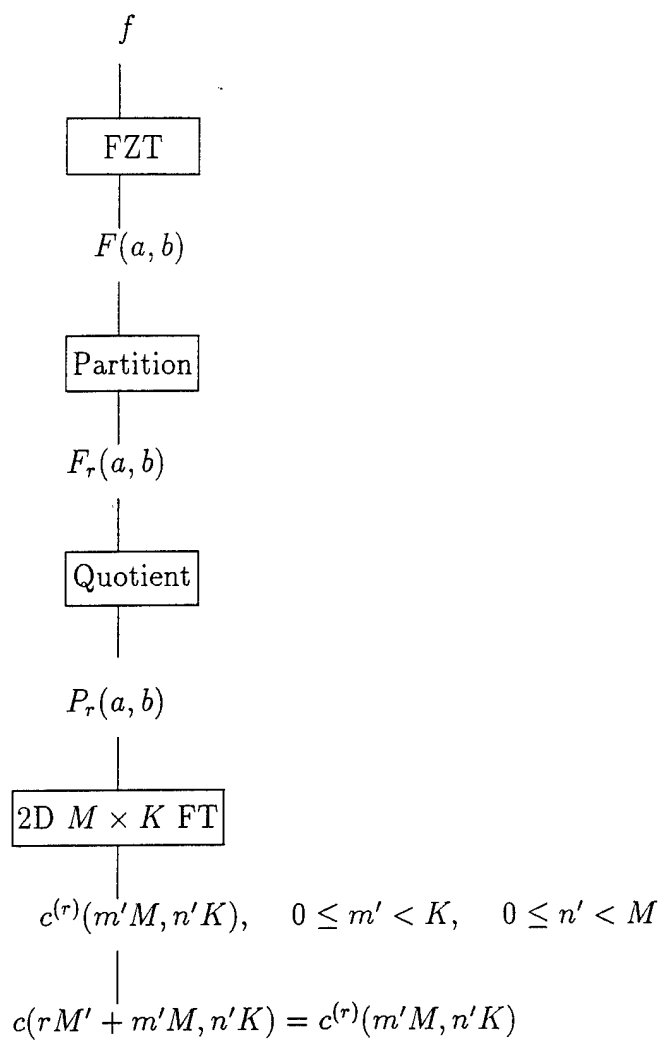 f
FZT
F(a, b)
Partition
F_r(a, b)
Quotient
P_r(a, b)
2D M × K FT
c^{(r)}(m′M, n′K), 0 ≤ m′ < K, 0 ≤ n′ < M
c(rM′ + m′M, n′K) = c^{(r)}(m′M, n′K)